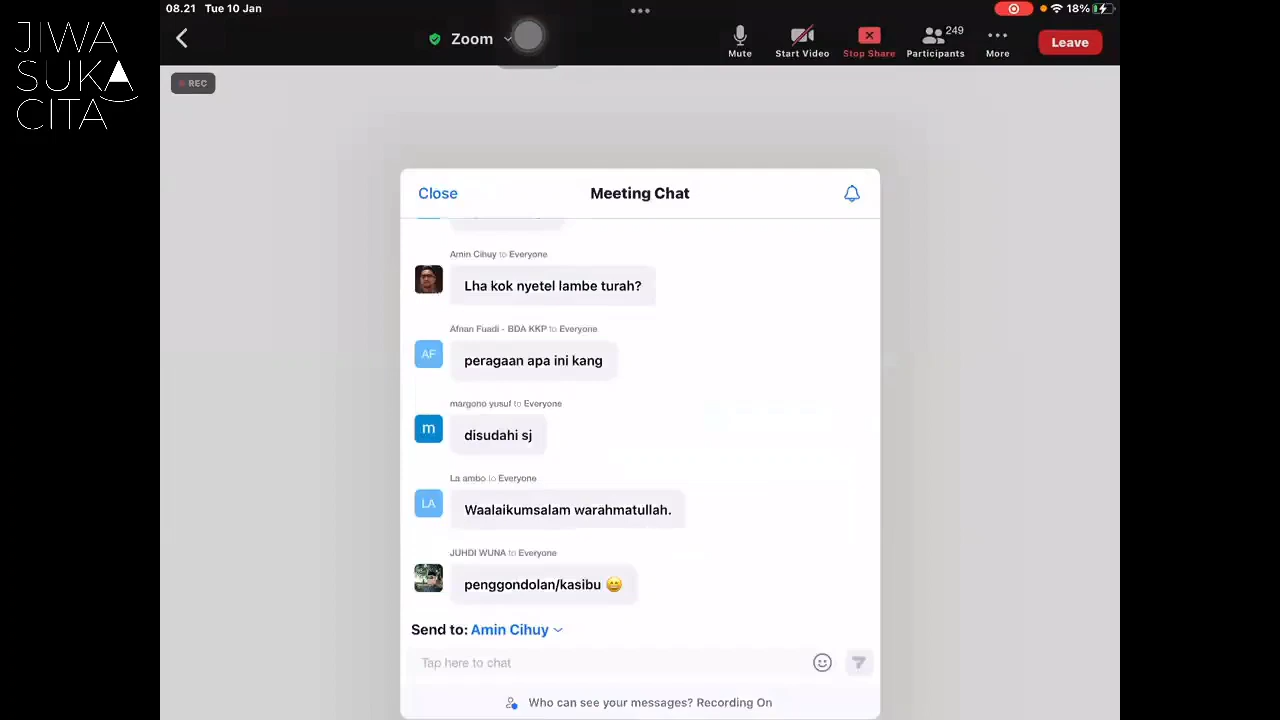 JIWA
SUKA
CITA
08.21 Tue 10 Jan
18%
Zoom
Mute
Start Video
Stop Share
249
Participants
More
Leave
REC
Close
Meeting Chat
Amin Cihuy to Everyone
Lha kok nyetel lambe turah?
Afnan Fuadi - BDA KKP to Everyone
AF
peragaan apa ini kang
margono yusuf to Everyone
m
disudahi sj
La ambo to Everyone
LA
Waalaikumsalam warahmatullah.
JUHDI WUNA to Everyone
penggondolan/kasibu 😄
Send to: Amin Cihuy
Tap here to chat
Who can see your messages? Recording On